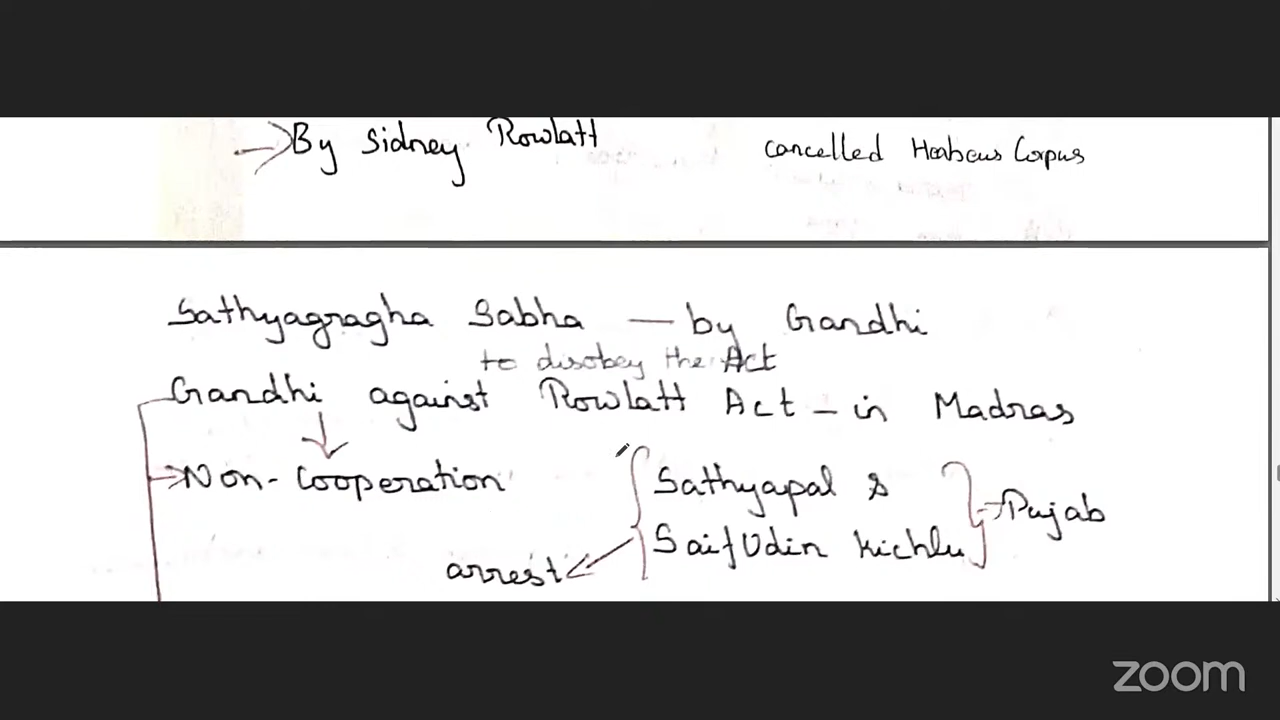 By Sidney Rowlatt cancelled Heabeus Corpus
Sathyagragha Sabha — by Gandhi
to disobey the Act
Gandhi against Rowlatt Act - in Madras
Non-Cooperation
Sathyapal &
Saif Udin Kichlu
Pujab
arrest
zoom